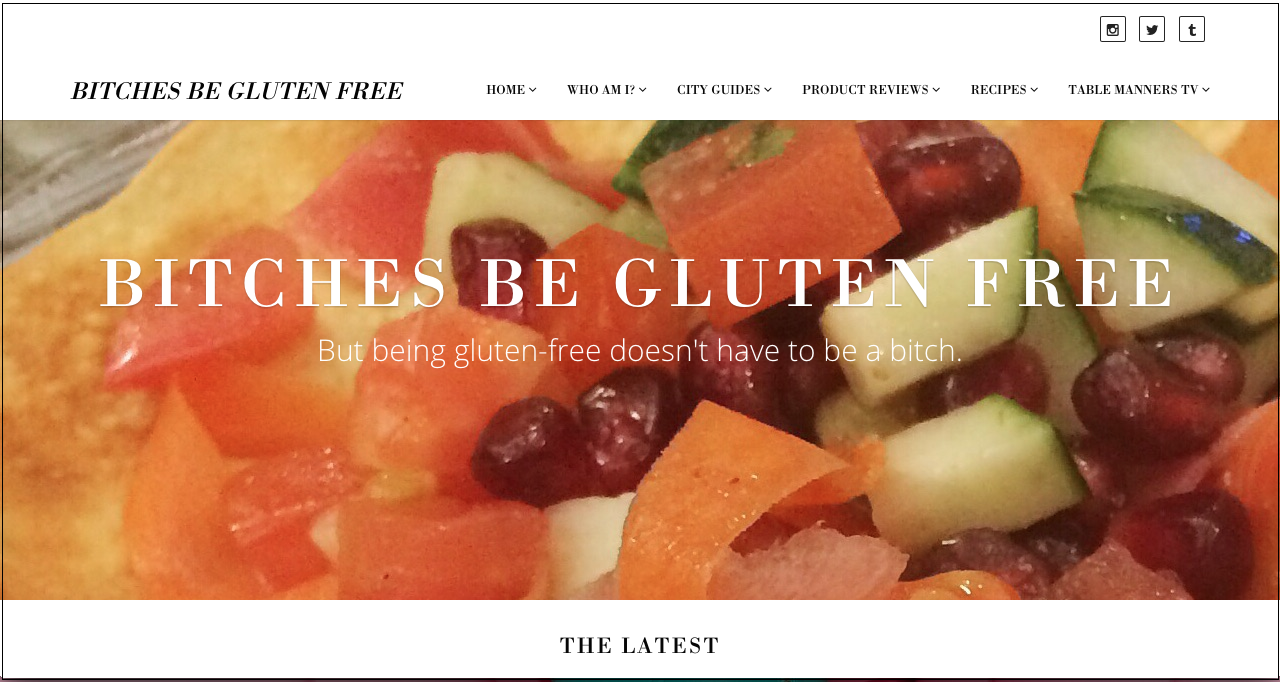 BITCHES BE GLUTEN FREE
HOME
WHO AM I?
CITY GUIDES
PRODUCT REVIEWS
RECIPES
TABLE MANNERS TV
BITCHES BE GLUTEN FREE
But being gluten-free doesn't have to be a bitch.
THE LATEST